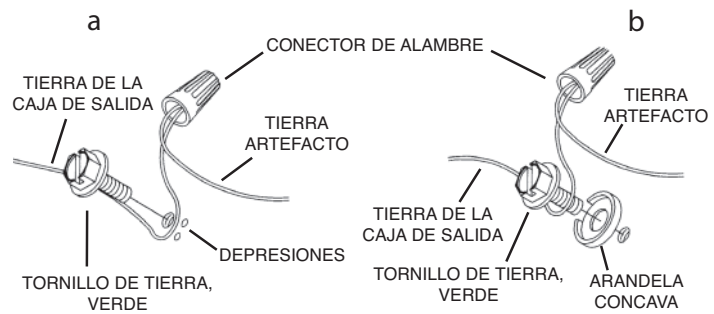 a
b
CONECTOR DE ALAMBRE
TIERRA DE LA
CAJA DE SALIDA
TIERRA
ARTEFACTO
TIERRA
ARTEFACTO
TIERRA DE LA
CAJA DE SALIDA
DEPRESIONES
TORNILLO DE TIERRA,
VERDE
TORNILLO DE TIERRA,
VERDE
ARANDELA
CONCAVA